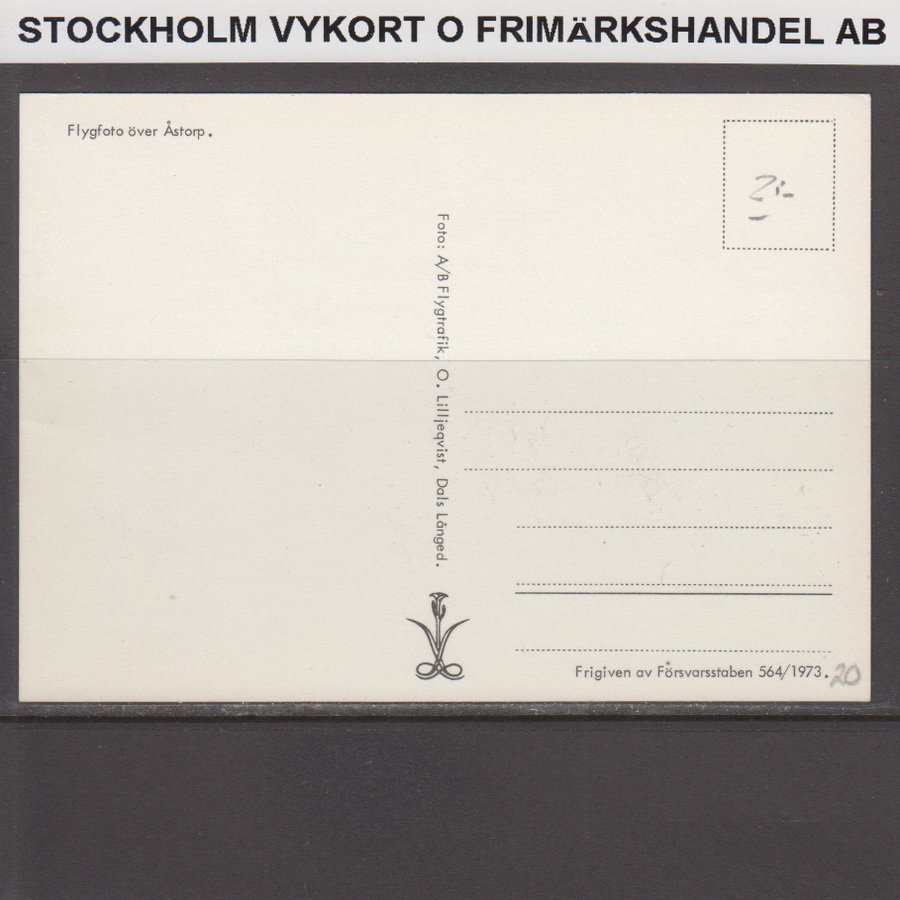 STOCKHOLM VYKORT O FRIMÄRKSHANDEL AB
Flygfoto över Åstorp.
Foto: A/B Flygtrafik, O. Lilljeqvist, Dals Långed.
Frigiven av Försvarsstaben 564/1973.
20